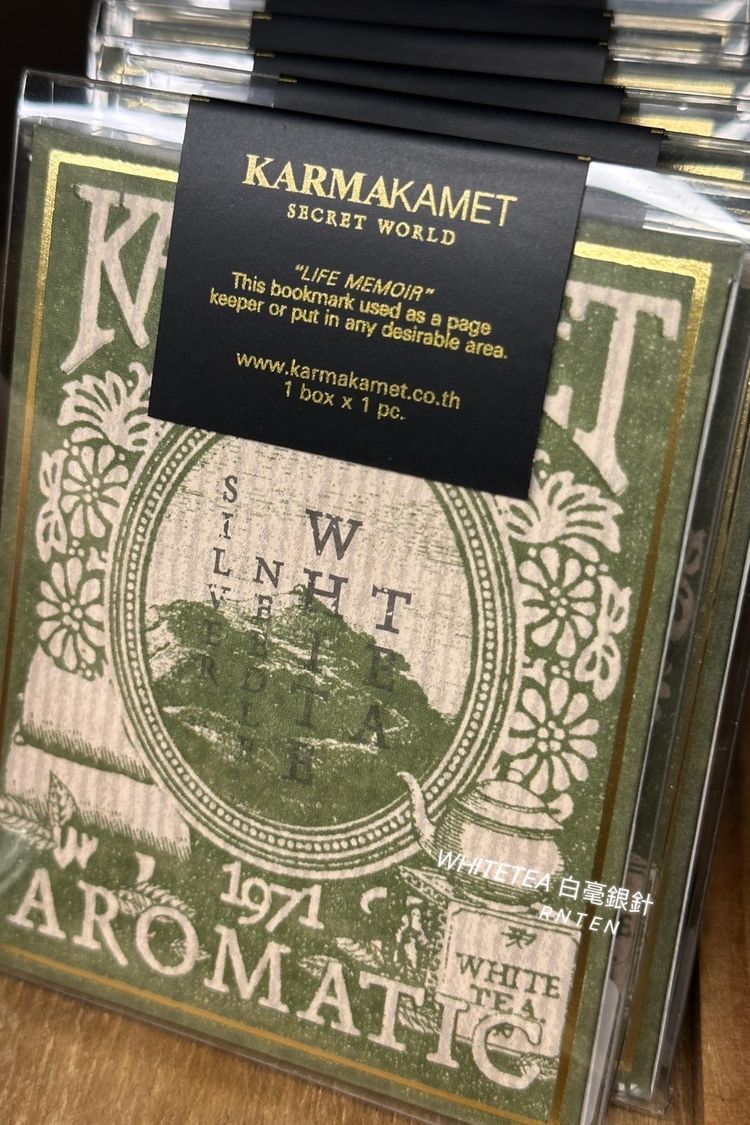 KARMAKAMET
SECRET WORLD
"LIFE MEMOIR"
This bookmark used as a page
keeper or put in any desirable area.
www.karmakamet.co.th
1 box x 1 pc.
WHITE
TEA
SILVER
NEEDLE
1971
AROMATIC
WHITE
TEA.
WHITETEA 白毫銀針
RNTEN